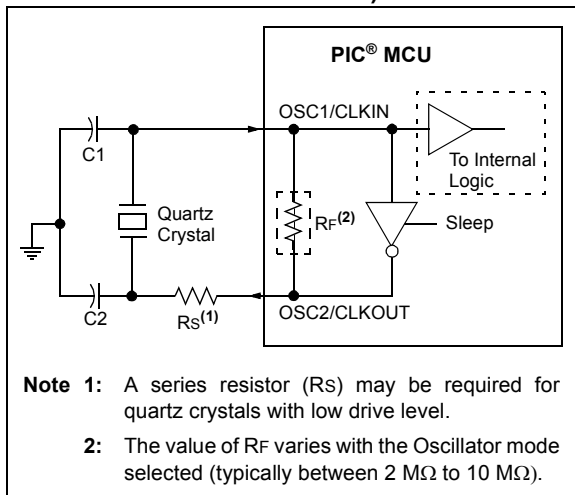 PIC® MCU
OSC1/CLKIN
C1
To Internal
Logic
Quartz
Crystal
RF(2)
Sleep
C2
RS(1)
OSC2/CLKOUT
Note 1: A series resistor (RS) may be required for
quartz crystals with low drive level.
2: The value of RF varies with the Oscillator mode
selected (typically between 2 MΩ to 10 MΩ).